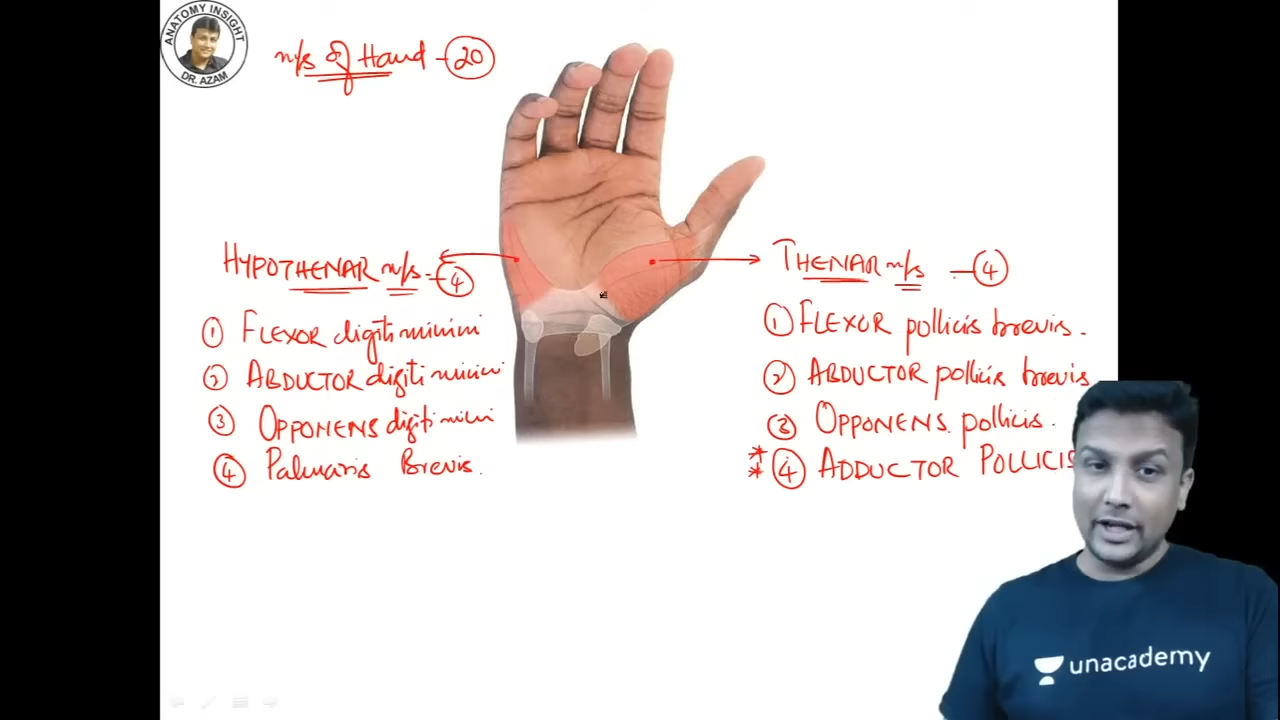 ANATOMY INSIGHT
DR. AZAM
m/s of Hand - 20
HYPOTHENAR m/s - 4
1 FLEXOR digiti minimi
2 ABDUCTOR digiti minimi
3 OPPONENS digiti minimi
4 Palmaris Brevis.
THENAR m/s - 4
1 FLEXOR pollicis brevis.
2 ABDUCTOR pollicis brevis
3 OPPONENS pollicis.
** 4 ADDUCTOR POLLICIS
unacademy